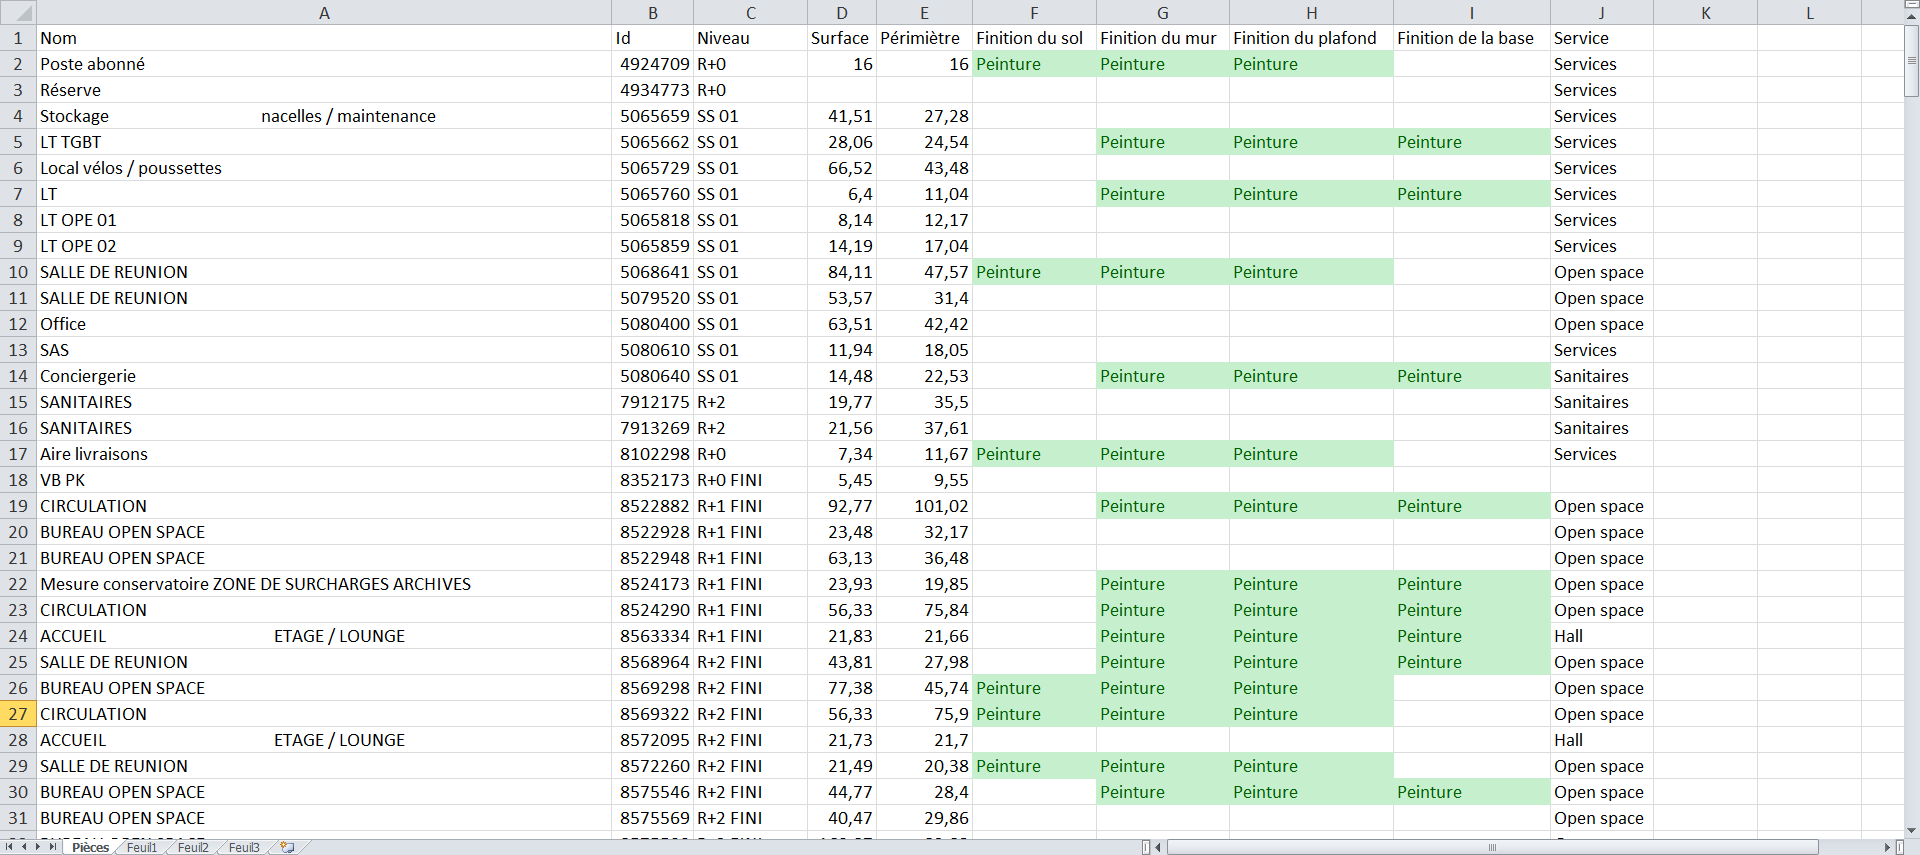 A B C D E F G H I J K L
1 Nom Id Niveau Surface Périmiètre Finition du sol Finition du mur Finition du plafond Finition de la base Service
2 Poste abonné 4924709 R+0 16 16 Peinture Peinture Peinture Services
3 Réserve 4934773 R+0 Services
4 Stockage nacelles / maintenance 5065659 SS 01 41,51 27,28 Services
5 LT TGBT 5065662 SS 01 28,06 24,54 Peinture Peinture Peinture Services
6 Local vélos / poussettes 5065729 SS 01 66,52 43,48 Services
7 LT 5065760 SS 01 6,4 11,04 Peinture Peinture Peinture Services
8 LT OPE 01 5065818 SS 01 8,14 12,17 Services
9 LT OPE 02 5065859 SS 01 14,19 17,04 Services
10 SALLE DE REUNION 5068641 SS 01 84,11 47,57 Peinture Peinture Peinture Open space
11 SALLE DE REUNION 5079520 SS 01 53,57 31,4 Open space
12 Office 5080400 SS 01 63,51 42,42 Open space
13 SAS 5080610 SS 01 11,94 18,05 Services
14 Conciergerie 5080640 SS 01 14,48 22,53 Peinture Peinture Peinture Sanitaires
15 SANITAIRES 7912175 R+2 19,77 35,5 Sanitaires
16 SANITAIRES 7913269 R+2 21,56 37,61 Sanitaires
17 Aire livraisons 8102298 R+0 7,34 11,67 Peinture Peinture Peinture Services
18 VB PK 8352173 R+0 FINI 5,45 9,55
19 CIRCULATION 8522882 R+1 FINI 92,77 101,02 Peinture Peinture Peinture Open space
20 BUREAU OPEN SPACE 8522928 R+1 FINI 23,48 32,17 Open space
21 BUREAU OPEN SPACE 8522948 R+1 FINI 63,13 36,48 Open space
22 Mesure conservatoire ZONE DE SURCHARGES ARCHIVES 8524173 R+1 FINI 23,93 19,85 Peinture Peinture Peinture Open space
23 CIRCULATION 8524290 R+1 FINI 56,33 75,84 Peinture Peinture Peinture Open space
24 ACCUEIL ETAGE / LOUNGE 8563334 R+1 FINI 21,83 21,66 Peinture Peinture Peinture Hall
25 SALLE DE REUNION 8568964 R+2 FINI 43,81 27,98 Peinture Peinture Peinture Open space
26 BUREAU OPEN SPACE 8569298 R+2 FINI 77,38 45,74 Peinture Peinture Peinture Open space
27 CIRCULATION 8569322 R+2 FINI 56,33 75,9 Peinture Peinture Peinture Open space
28 ACCUEIL ETAGE / LOUNGE 8572095 R+2 FINI 21,73 21,7 Hall
29 SALLE DE REUNION 8572260 R+2 FINI 21,49 20,38 Peinture Peinture Peinture Open space
30 BUREAU OPEN SPACE 8575546 R+2 FINI 44,77 28,4 Peinture Peinture Peinture Open space
31 BUREAU OPEN SPACE 8575569 R+2 FINI 40,47 29,86 Open space
Pièces Feuil1 Feuil2 Feuil3